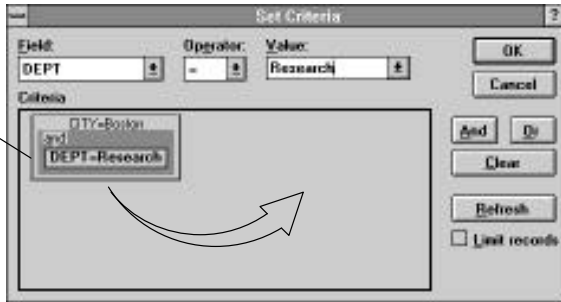 Set Criteria ?
Field: Operator: Value: OK
DEPT = Research Cancel
Criteria
CITY=Boston
and
DEPT=Research
And Or
Clear
Refresh
Limit records